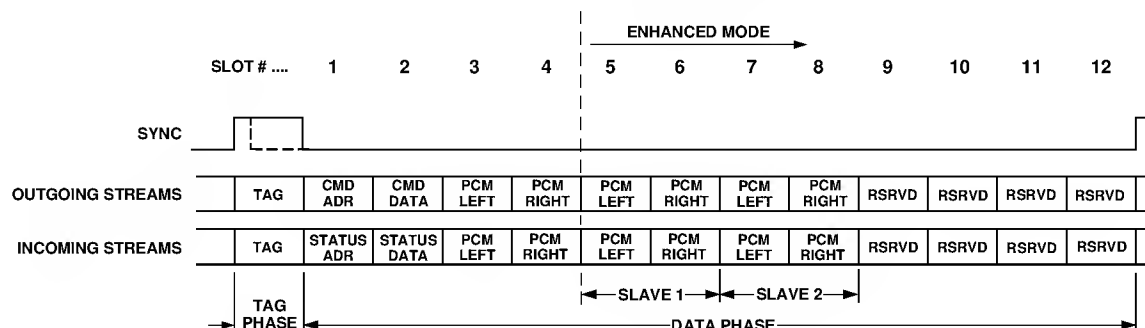 ENHANCED MODE
SLOT # .... 1 2 3 4 5 6 7 8 9 10 11 12
SYNC
OUTGOING STREAMS TAG CMD ADR CMD DATA PCM LEFT PCM RIGHT PCM LEFT PCM RIGHT PCM LEFT PCM RIGHT RSRVD RSRVD RSRVD RSRVD
INCOMING STREAMS TAG STATUS ADR STATUS DATA PCM LEFT PCM RIGHT PCM LEFT PCM RIGHT PCM LEFT PCM RIGHT RSRVD RSRVD RSRVD RSRVD
SLAVE 1 SLAVE 2
TAG PHASE DATA PHASE